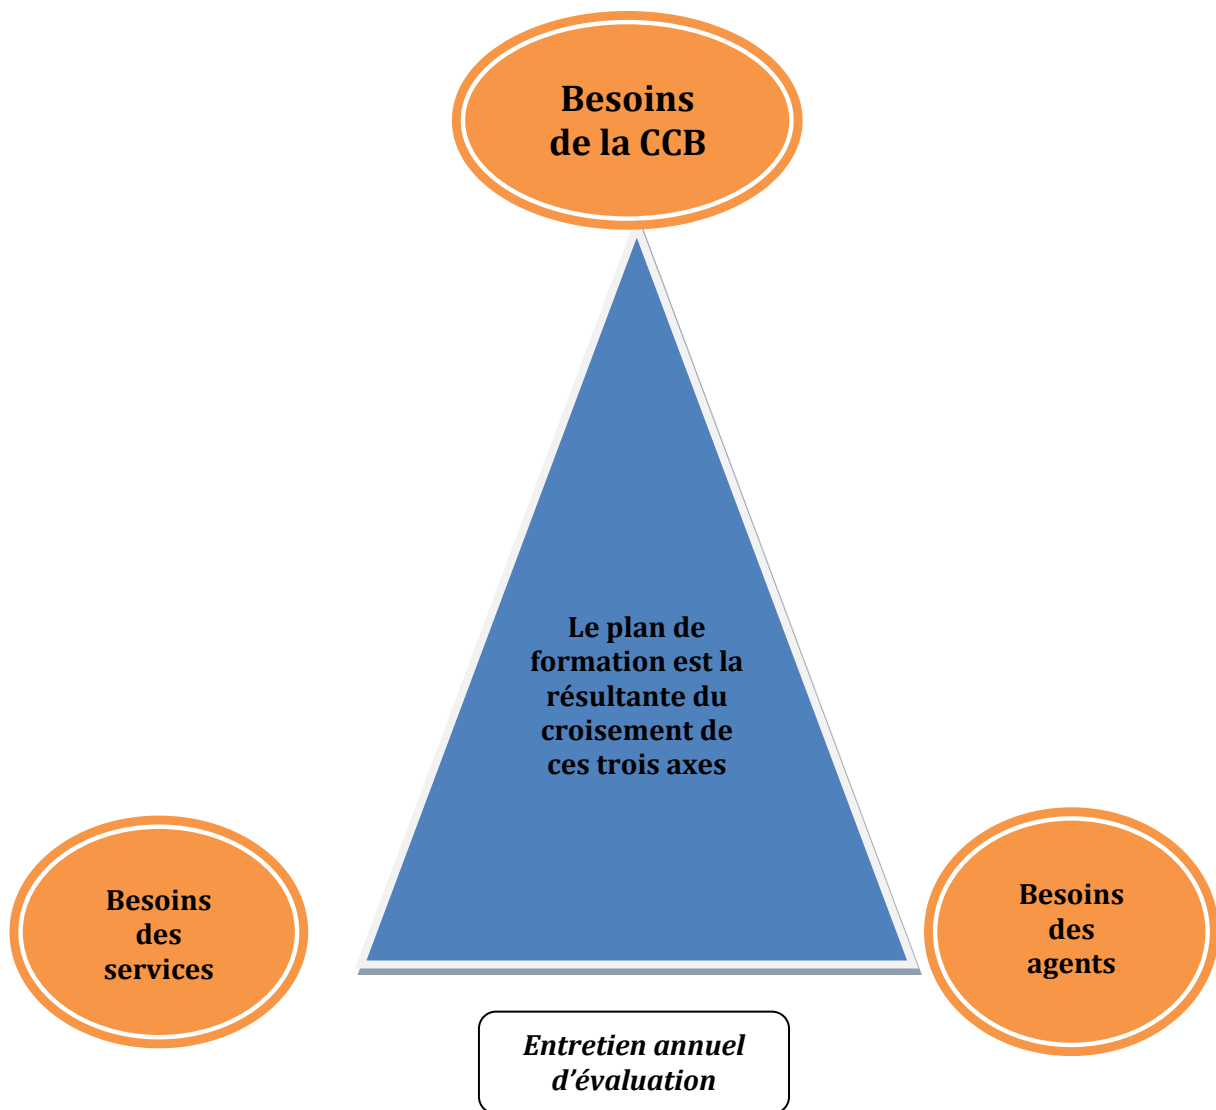 Besoins
de la CCB
Le plan de
formation est la
résultante du
croisement de
ces trois axes
Besoins
des
services
Besoins
des
agents
Entretien annuel
d’évaluation